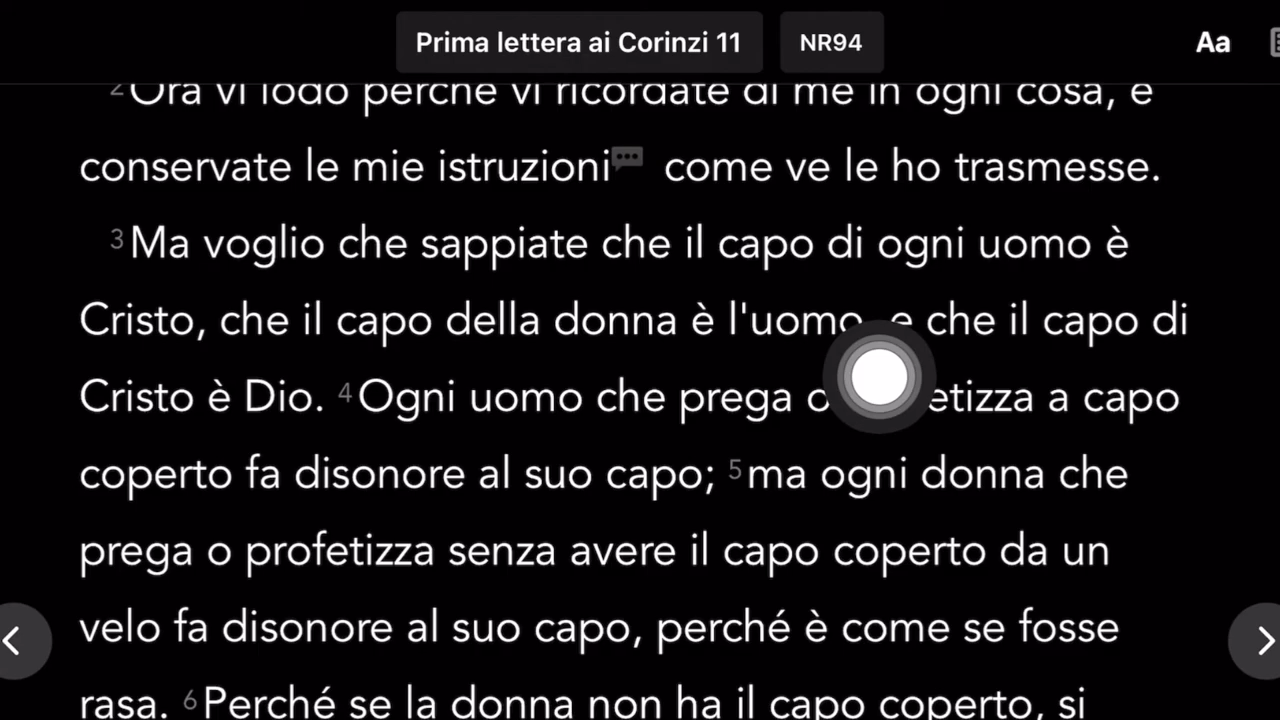 Prima lettera ai Corinzi 11 NR94 Aa
2 Ora vi lodo perché vi ricordate di me in ogni cosa, e
conservate le mie istruzioni come ve le ho trasmesse.
3 Ma voglio che sappiate che il capo di ogni uomo è
Cristo, che il capo della donna è l'uomo, e che il capo di
Cristo è Dio. 4 Ogni uomo che prega a capo
coperto fa disonore al suo capo; 5 ma ogni donna che
prega o profetizza senza avere il capo coperto da un
velo fa disonore al suo capo, perché è come se fosse
rasa. 6 Perché se la donna non ha il capo coperto, si